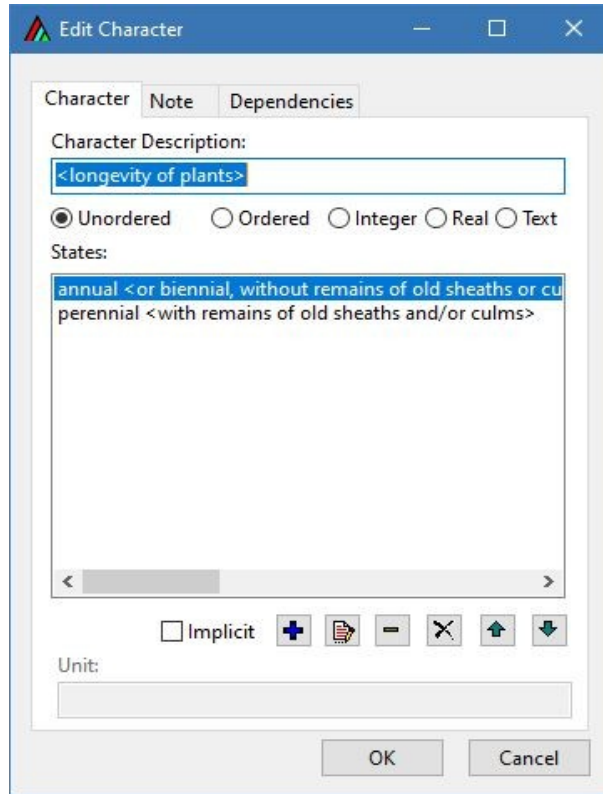 Edit Character
Character Note Dependencies
Character Description:
<longevity of plants>
Unordered Ordered Integer Real Text
States:
annual <or biennial, without remains of old sheaths or cu
perennial <with remains of old sheaths and/or culms>
Implicit
Unit:
OK Cancel